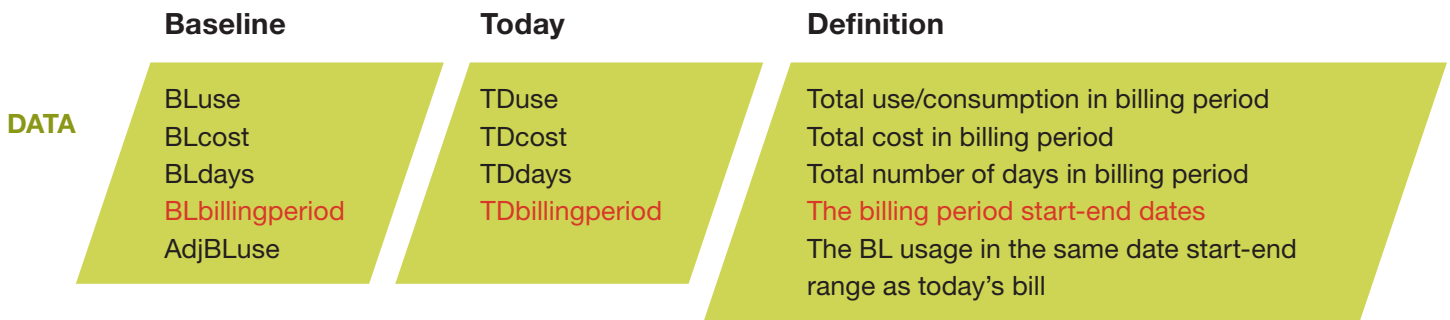 Baseline Today Definition
DATA
BLuse TDuse Total use/consumption in billing period
BLcost TDcost Total cost in billing period
BLdays TDdays Total number of days in billing period
BLbillingperiod TDbillingperiod The billing period start-end dates
AdjBLuse The BL usage in the same date start-end
range as today’s bill